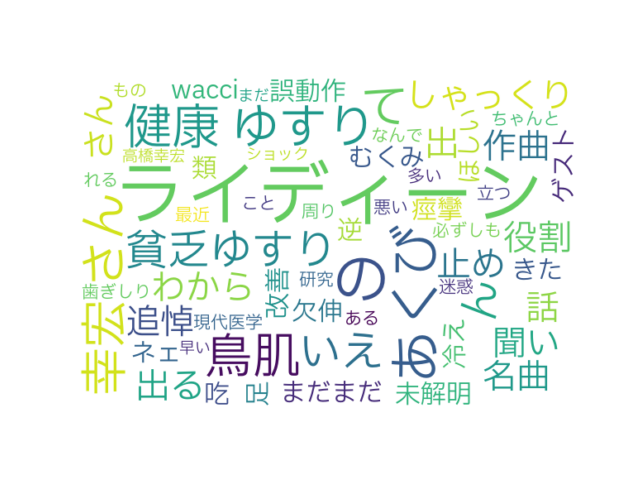 もの
wacci
まだ
誤動作
て
しゃっくり
さん
健康 ゆすり
出
ちゃんと
なんで
作曲
ほしい
ゲスト
高橋幸宏
類
ショック
むくみ
れる
ライディーン
多い
立つ
こと
最近
周り
悪い
痙攣
必ずしも
さん
貧乏ゆすり
逆
役割
の
あくび
止め
きた
歯ぎしり
わから
改善
研究
迷惑
ん
話
幸宏
追悼
現代医学
欠伸
ある
冷え
聞い
ネェ
早い
鳥肌
いえ
名曲
出る
吃
足
まだまだ
未解明